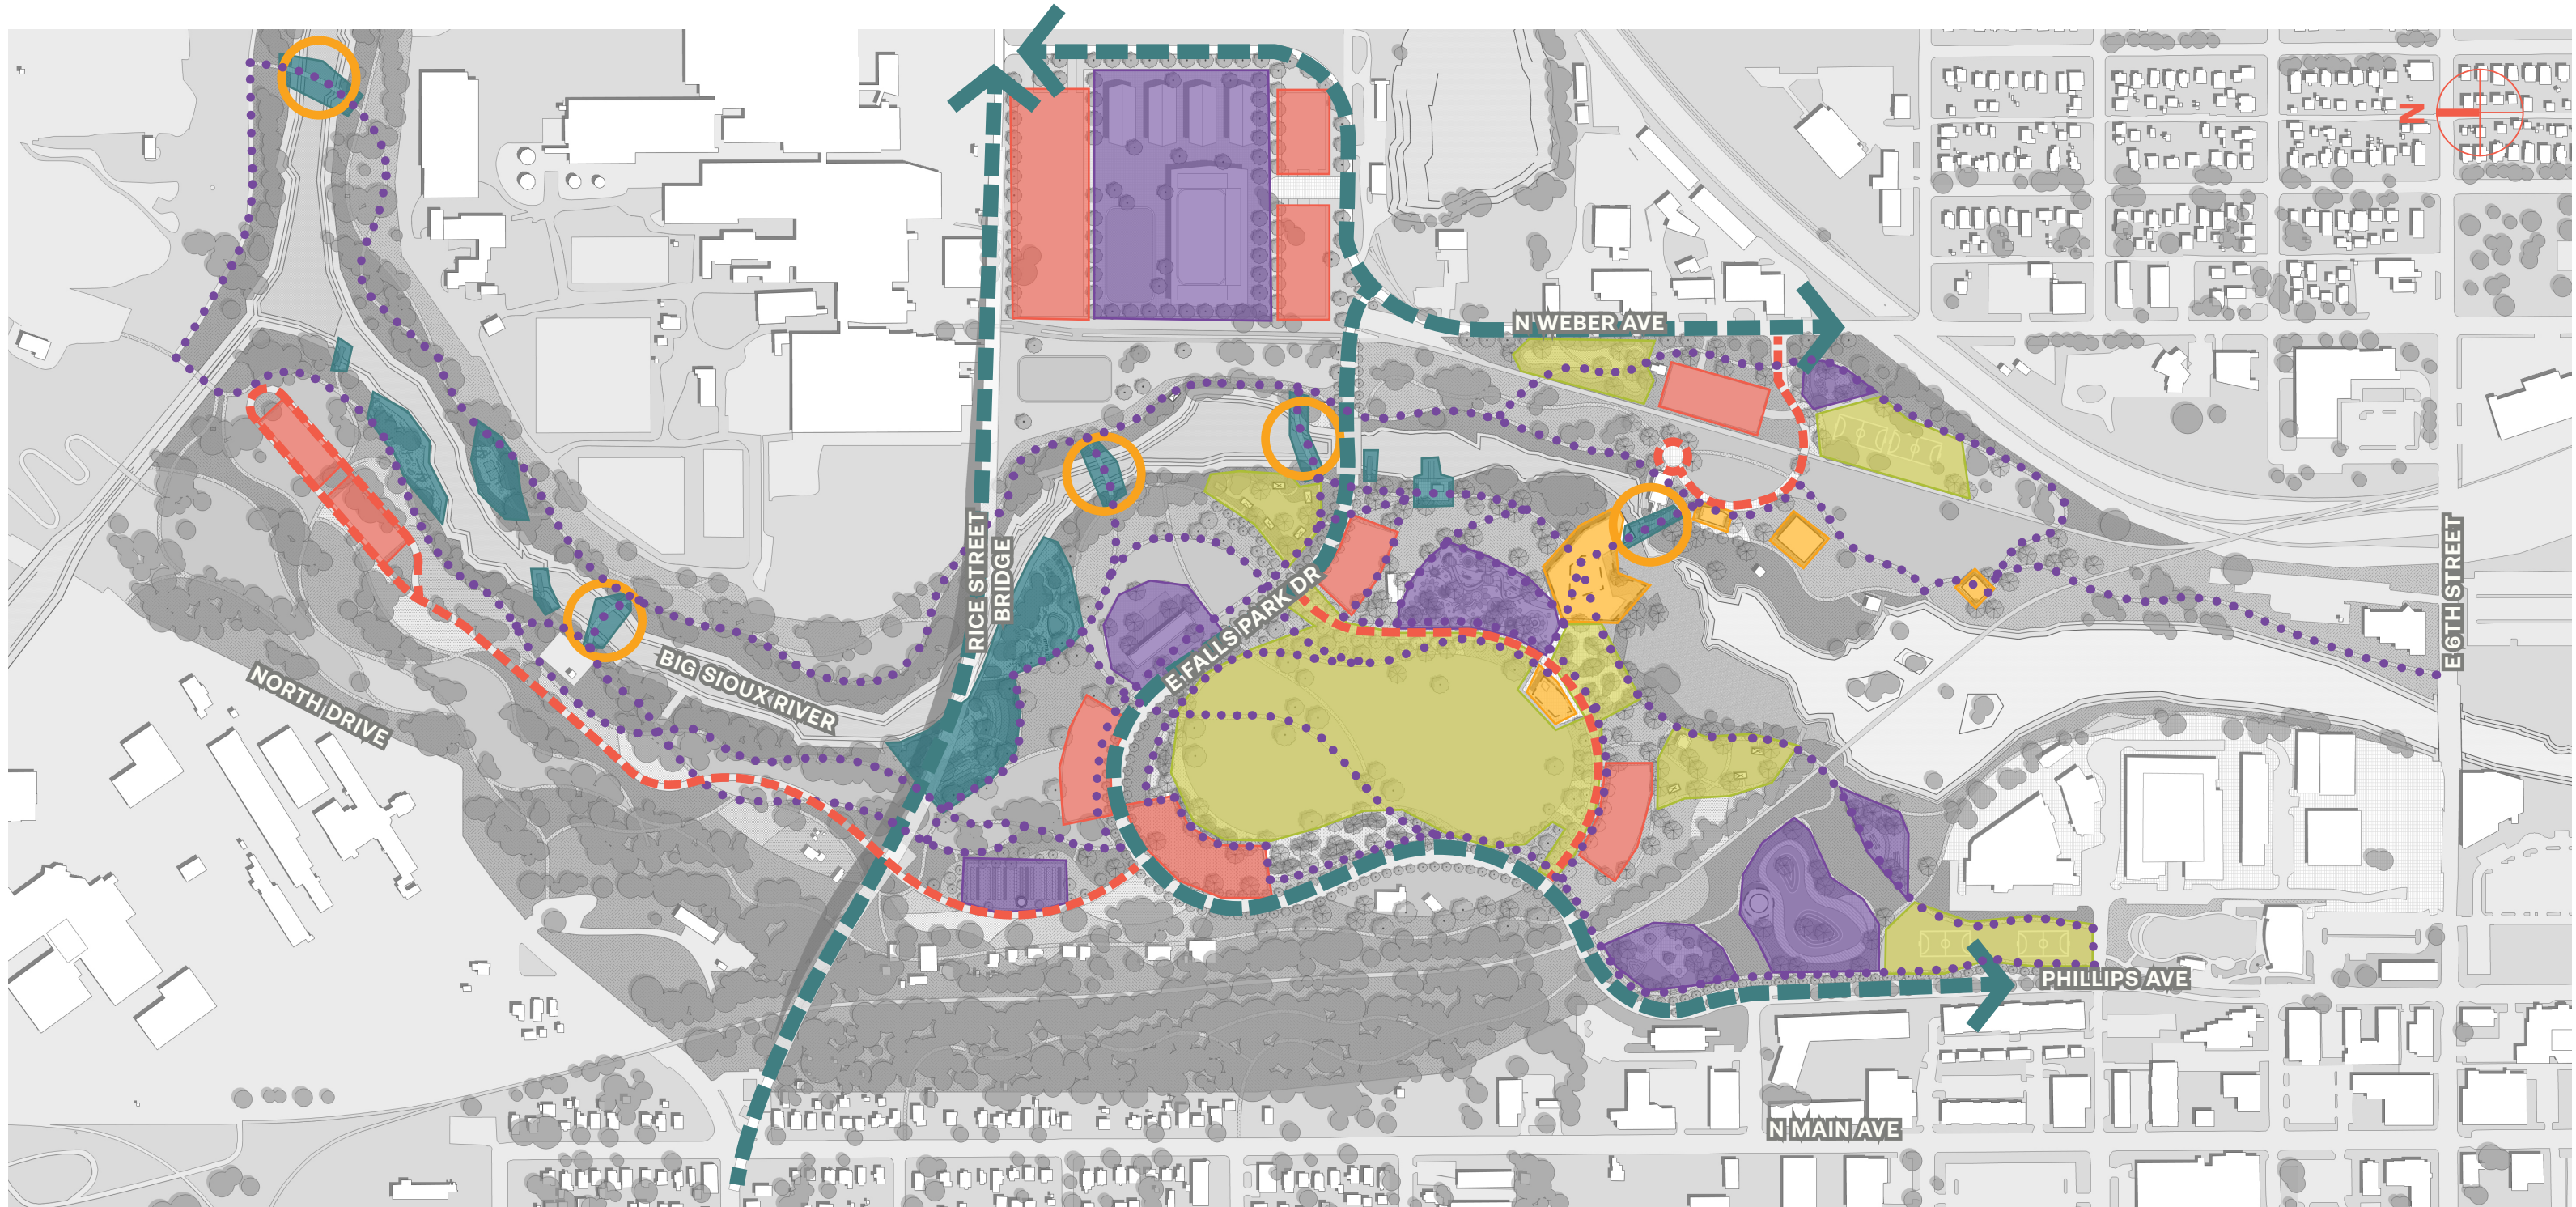 N
N WEBER AVE
RICE STREET
BRIDGE
E 6TH STREET
E FALLS PARK DR
BIG SIOUX RIVER
NORTH DRIVE
PHILLIPS AVE
N MAIN AVE